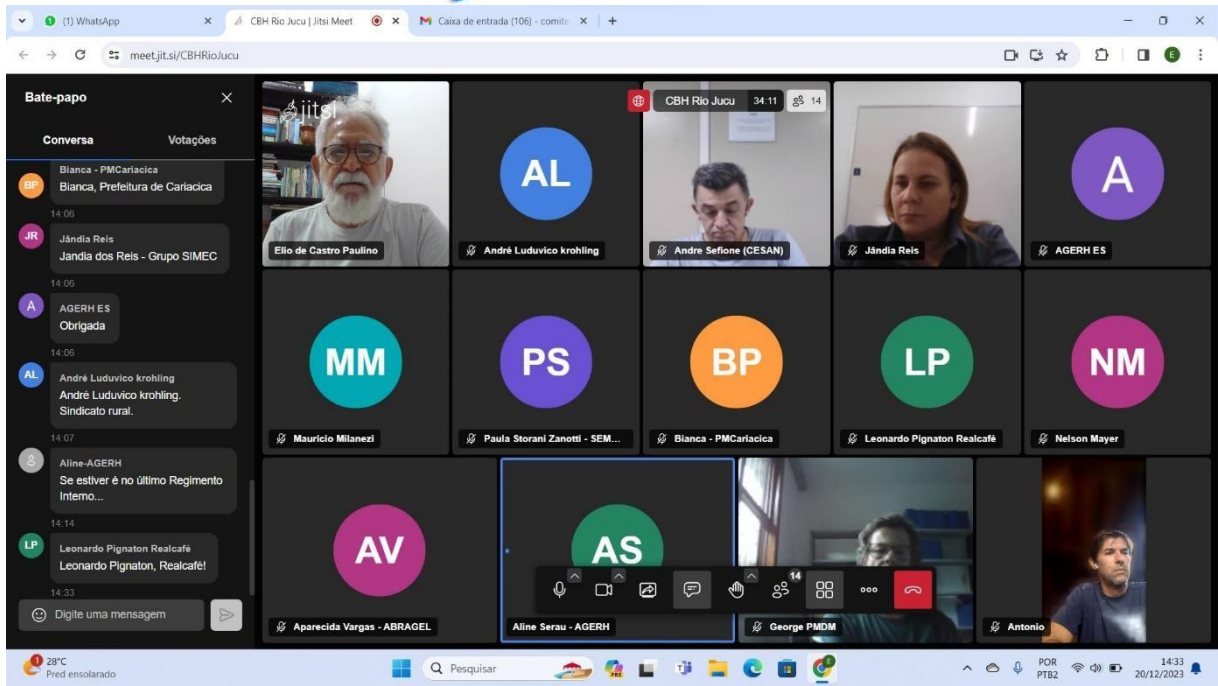 (1) WhatsApp
CBH Rio Jucu | Jitsi Meet
Caixa de entrada (106) - comite
meet.jit.si/CBHRioJucu
E
Bate-papo
Conversa
Votações
BP
Bianca - PMCariacica
Bianca, Prefeitura de Cariacica
14:06
JR
Jândia Reis
Jandia dos Reis - Grupo SIMEC
14:06
A
AGERH ES
Obrigada
14:06
AL
André Luduvico krohling
André Luduvico krohling.
Sindicato rural.
14:07
Aline-AGERH
Se estiver é no último Regimento
Interno...
14:14
LP
Leonardo Pignaton Realcafé
Leonardo Pignaton, Realcafé!
14:33
Digite uma mensagem
jitsi
CBH Rio Jucu 34:11 14
AL
A
Elio de Castro Paulino
André Luduvico krohling
Andre Sefione (CESAN)
Jândia Reis
AGERH ES
MM
PS
BP
LP
NM
Mauricio Milanezi
Paula Storani Zanotti - SEM...
Bianca - PMCariacica
Leonardo Pignaton Realcafé
Nelson Mayer
AV
AS
14
Aparecida Vargas - ABRAGEL
Aline Serau - AGERH
George PMDM
Antonio
1
28°C
Pred ensolarado
Pesquisar
PRE
POR
PTB2
14:33
20/12/2023